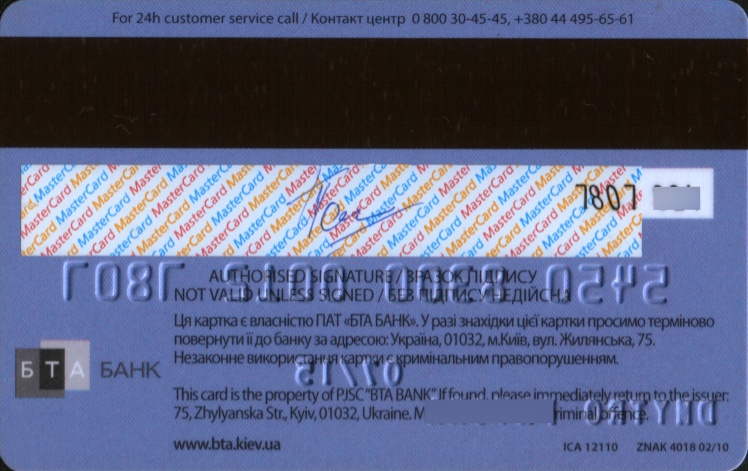 For 24h customer service call / Контакт центр 0 800 30-45-45, +380 44 495-65-61
7807
AUTHORISED SIGNATURE / ЗРАЗОК ПІДПИСУ
NOT VALID UNLESS SIGNED / БЕЗ ПІДПИСУ НЕДІЙСНА
Ця картка є власністю ПАТ «БТА БАНК». У разі знахідки цієї картки просимо терміново
повернути її до банку за адресою: Україна, 01032, м.Київ, вул. Жилянська, 75.
Незаконне використання картки є кримінальним правопорушенням.
БТА БАНК
This card is the property of PJSC "BTA BANK". If found, please immediately return to the issuer:
75, Zhylyanska Str., Kyiv, 01032, Ukraine. offence.
www.bta.kiev.ua
ICA 12110 ZNAK 4018 02/10